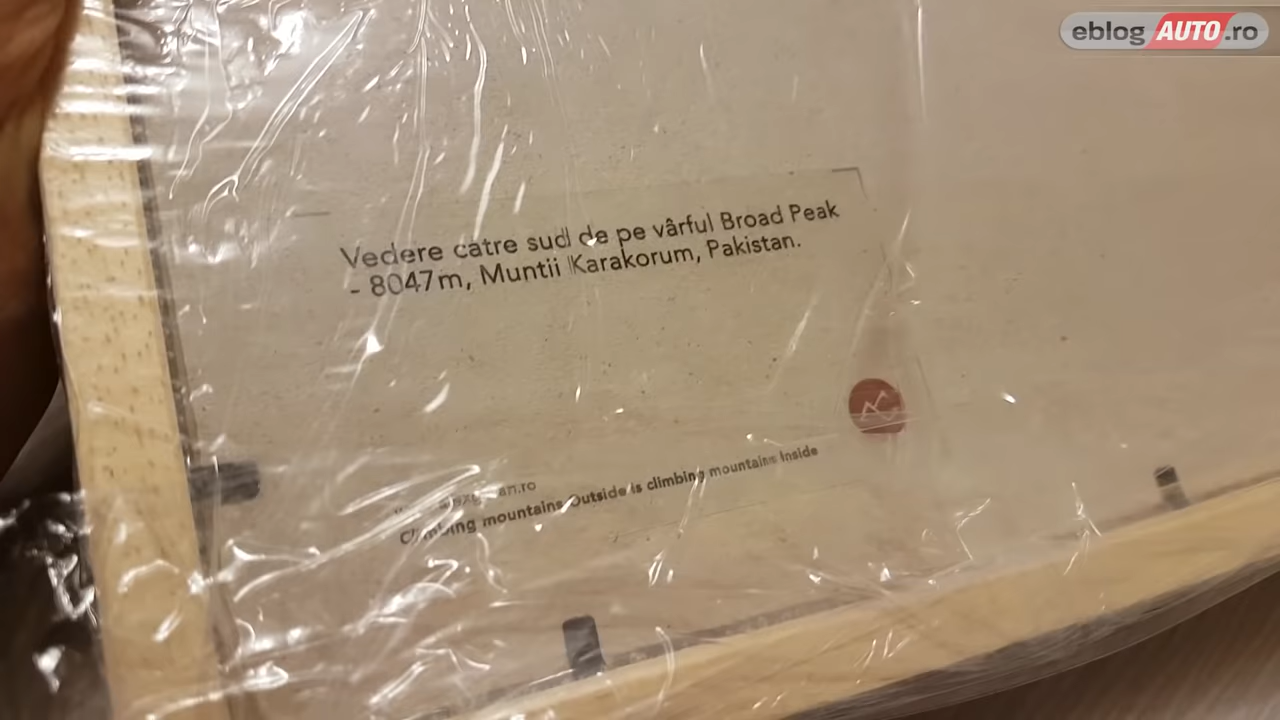 eblogAUTO.ro
Vedere catre sud de pe vârful Broad Peak
- 8047m, Muntii Karakorum, Pakistan.
Climbing mountains Outside is climbing mountains Inside